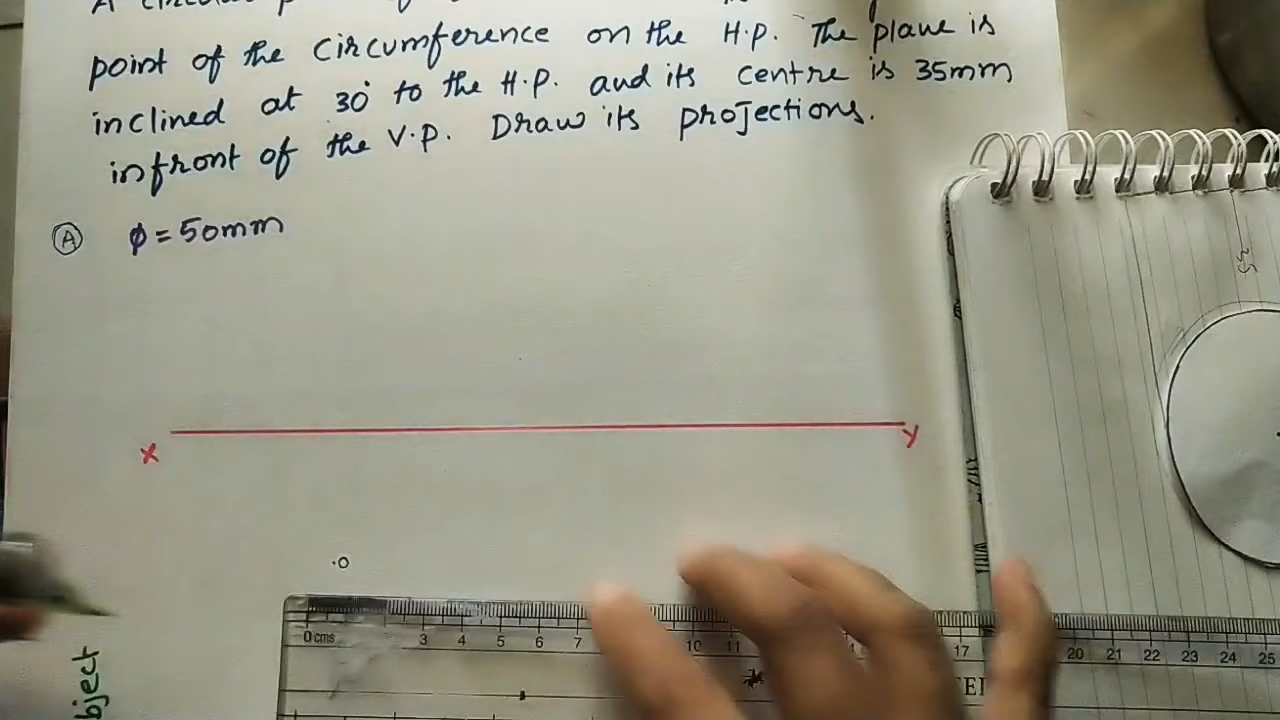 A circular
point of the circumference on the H.P. The plane is
inclined at 30° to the H.P. and its centre is 35mm
infront of the V.P. Draw its projections.
A φ = 50mm
X Y
.O
0 cms 3 4 5 6 7 10 11 17 20 21 22 23 24 25
bject